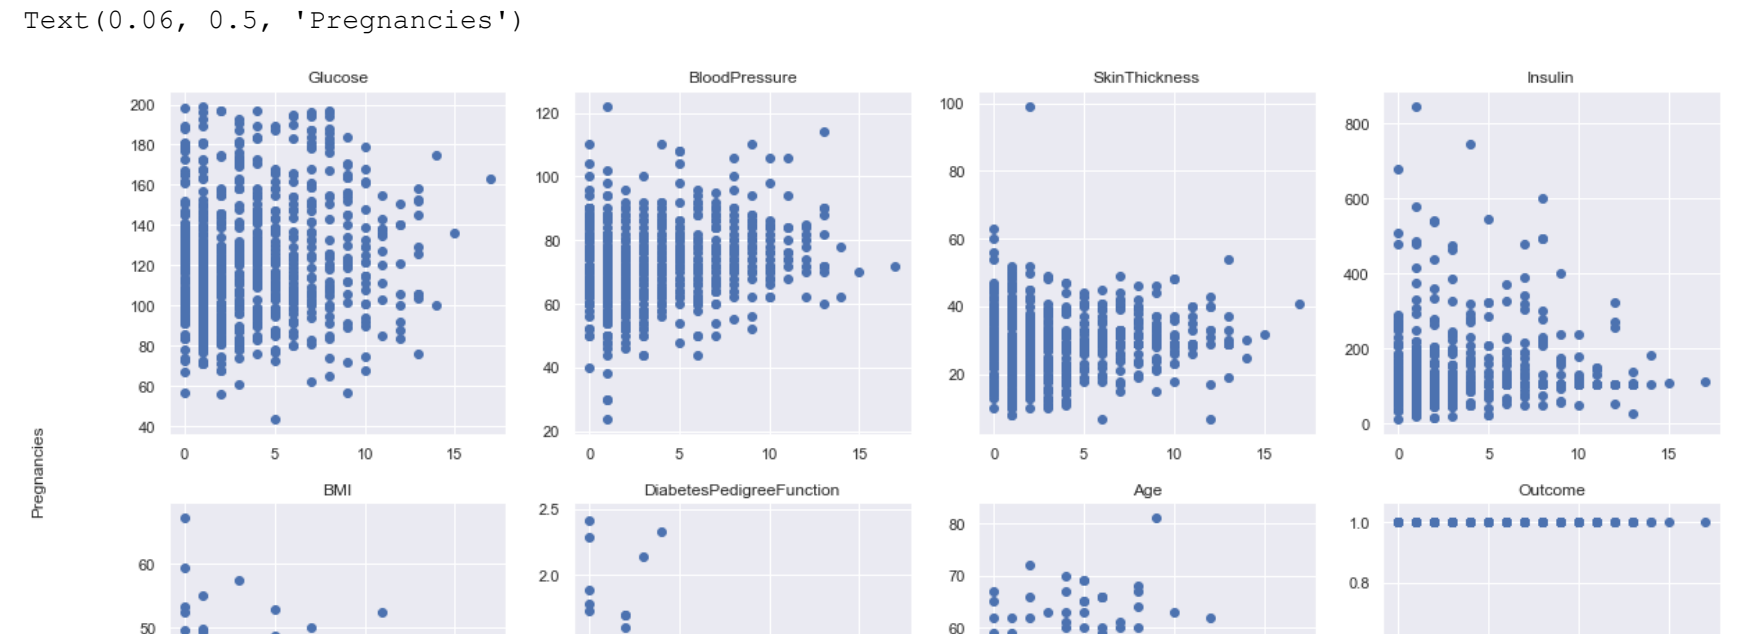 Text(0.06, 0.5, 'Pregnancies')
Glucose BloodPressure SkinThickness Insulin
200 120 100 800
180 100 80 600
160 80 60 400
140 60 40 200
120 40 20 0
100 20
80
60
40
0 5 10 15 0 5 10 15 0 5 10 15 0 5 10 15
Pregnancies
BMI DiabetesPedigreeFunction Age Outcome
60 2.5 80 1.0
50 2.0 70 0.8
60